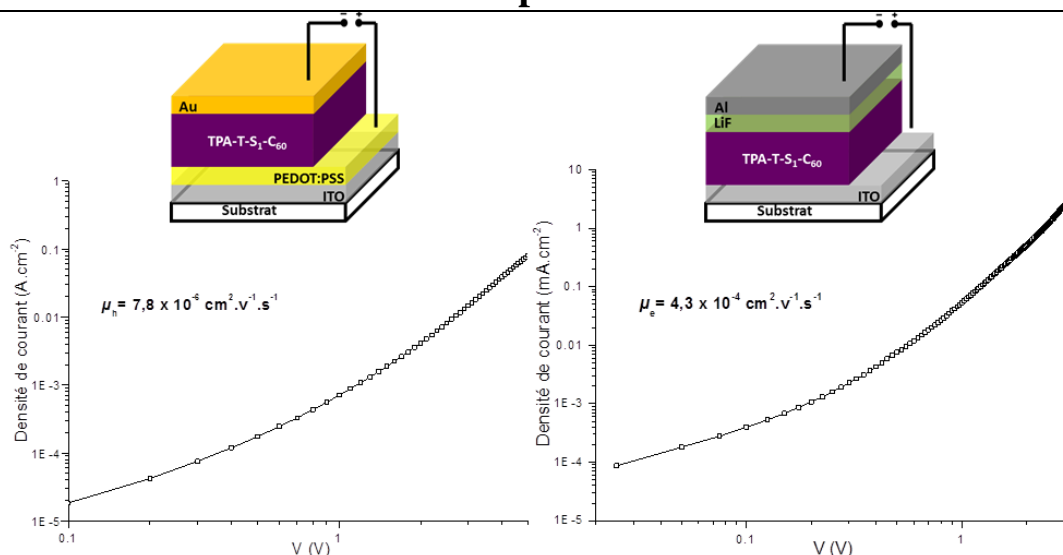 − +
Au
TPA-T-S₁-C₆₀
PEDOT:PSS
ITO
Substrat
1
0.1
0.01
1E-3
1E-4
1E-5
Densité de courant (A.cm⁻²)
μₕ = 7,8 x 10⁻⁶ cm².v⁻¹.s⁻¹
0.1
1
V (V)
− +
Al
LiF
TPA-T-S₁-C₆₀
ITO
Substrat
10
1
0.1
0.01
1E-3
1E-4
1E-5
Densité de courant (mA.cm⁻²)
μₑ = 4,3 x 10⁻⁴ cm².v⁻¹.s⁻¹
0.1
1
V (V)